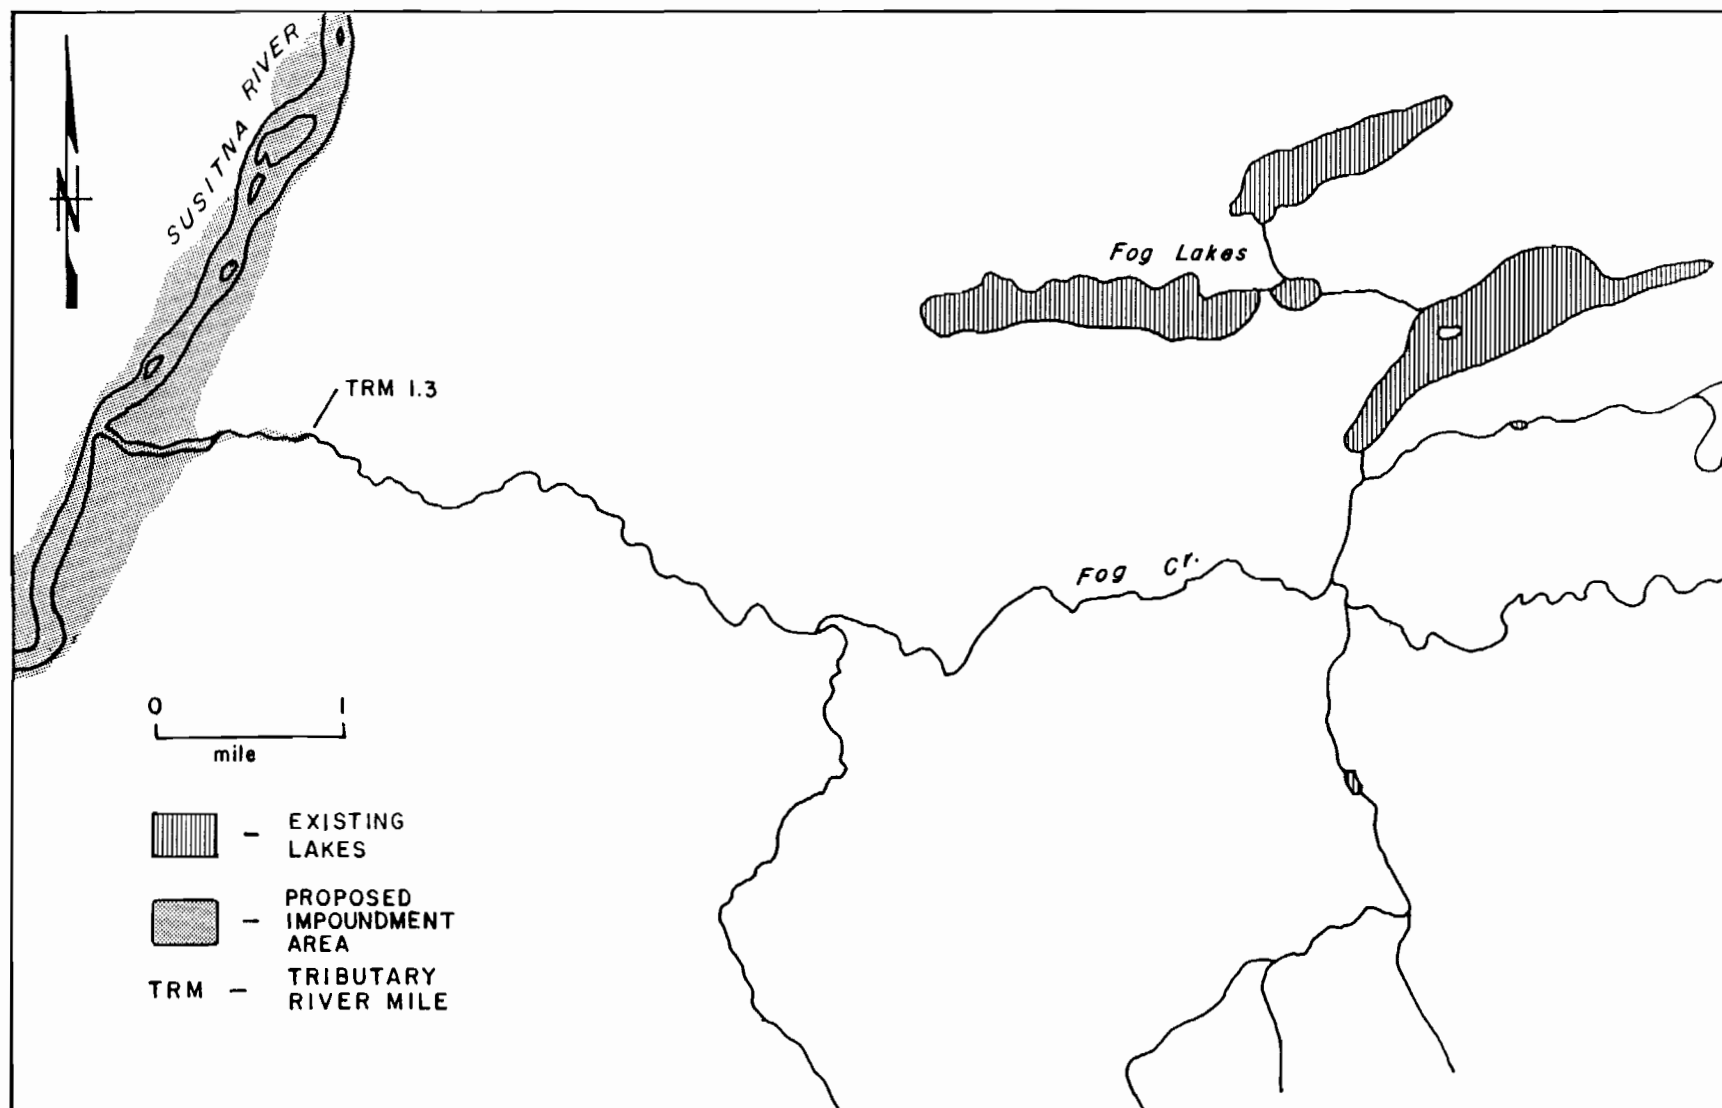 SUSITNA RIVER
N
Fog Lakes
TRM 1.3
Fog Cr.
0 1
mile
– EXISTING
LAKES
– PROPOSED
IMPOUNDMENT
AREA
TRM – TRIBUTARY
RIVER MILE